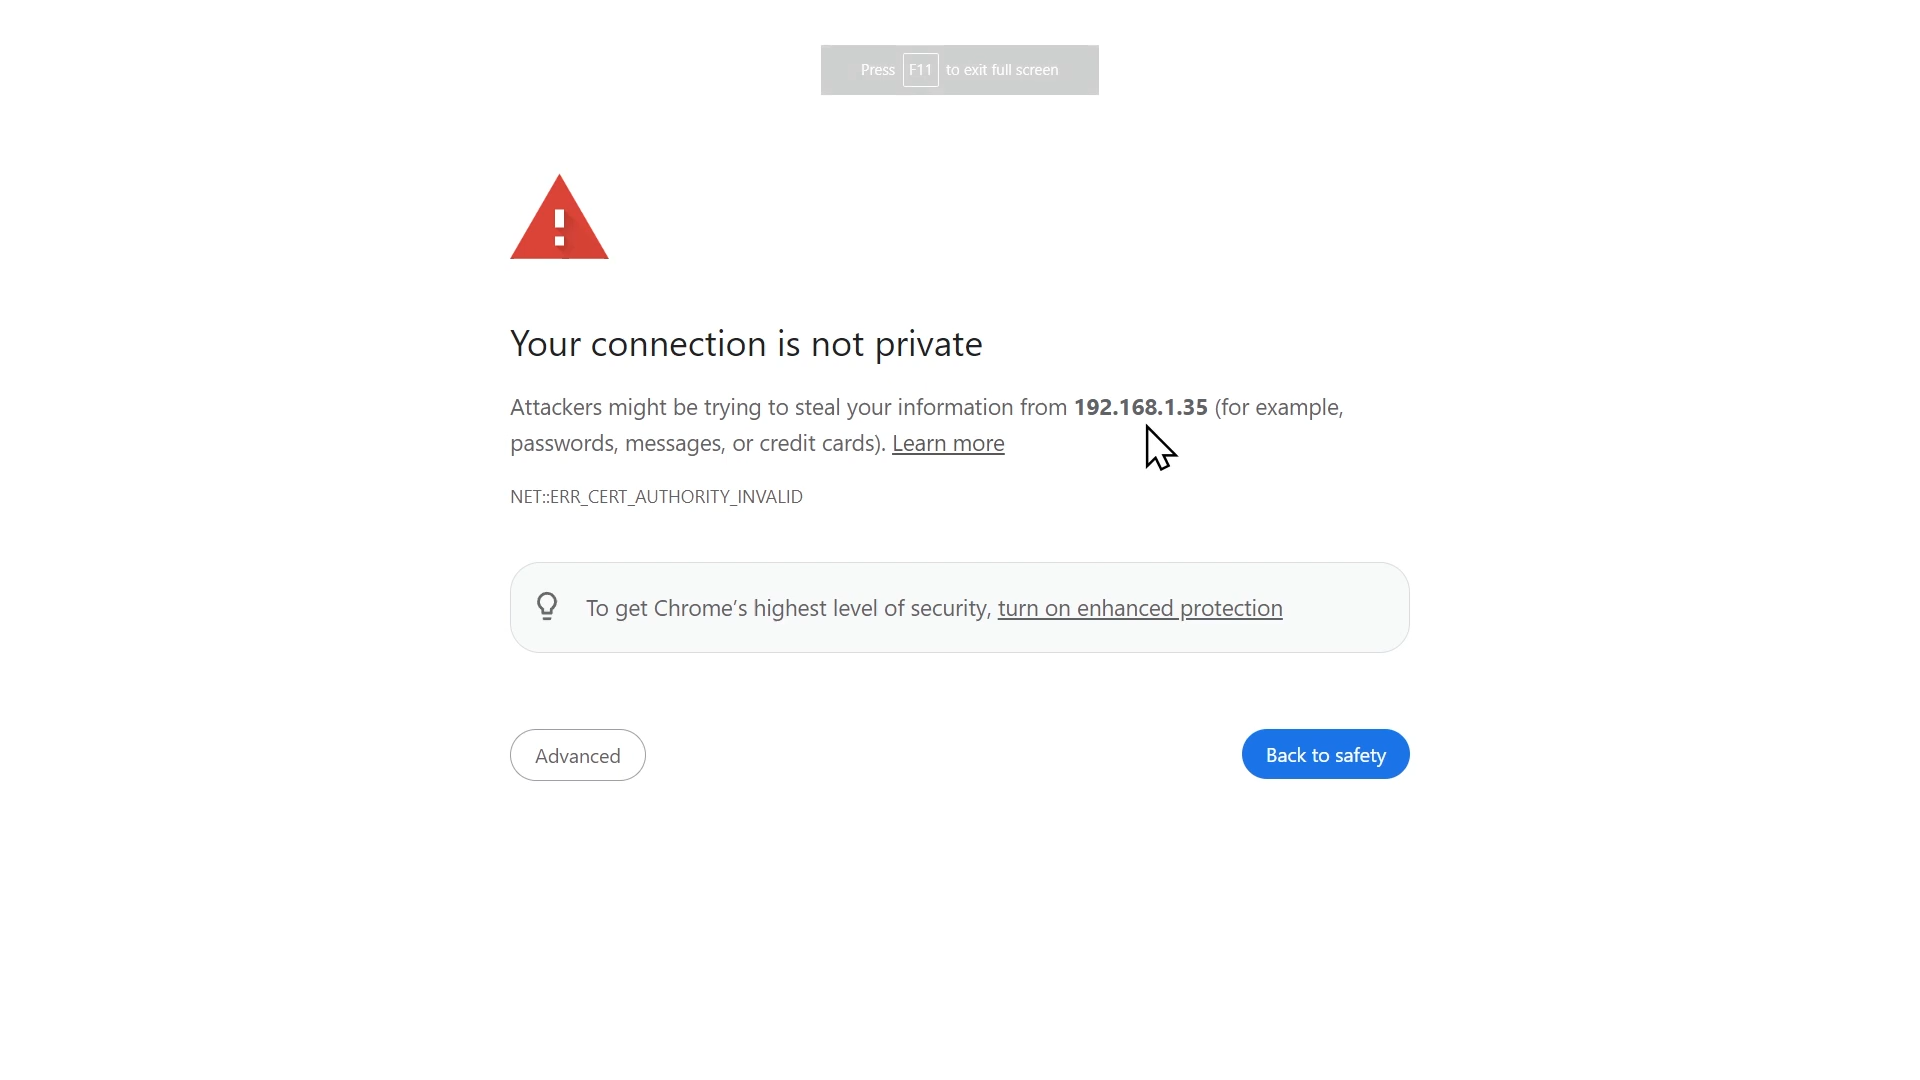 Press F11 to exit full screen
Your connection is not private
Attackers might be trying to steal your information from 192.168.1.35 (for example,
passwords, messages, or credit cards). Learn more
NET::ERR_CERT_AUTHORITY_INVALID
To get Chrome’s highest level of security, turn on enhanced protection
Advanced
Back to safety